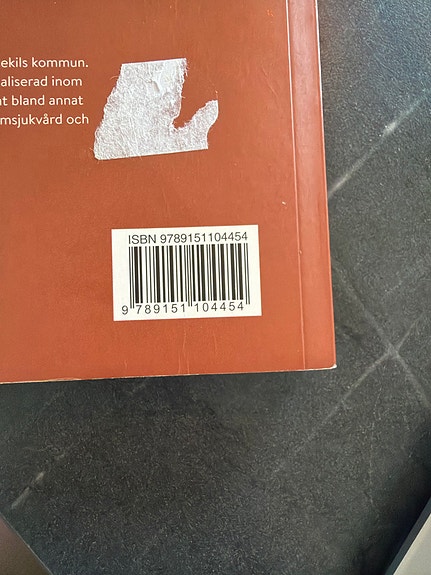 ekils kommun.
aliserad inom
t bland annat
msjukvård och
ISBN 9789151104454
9 789151 104454